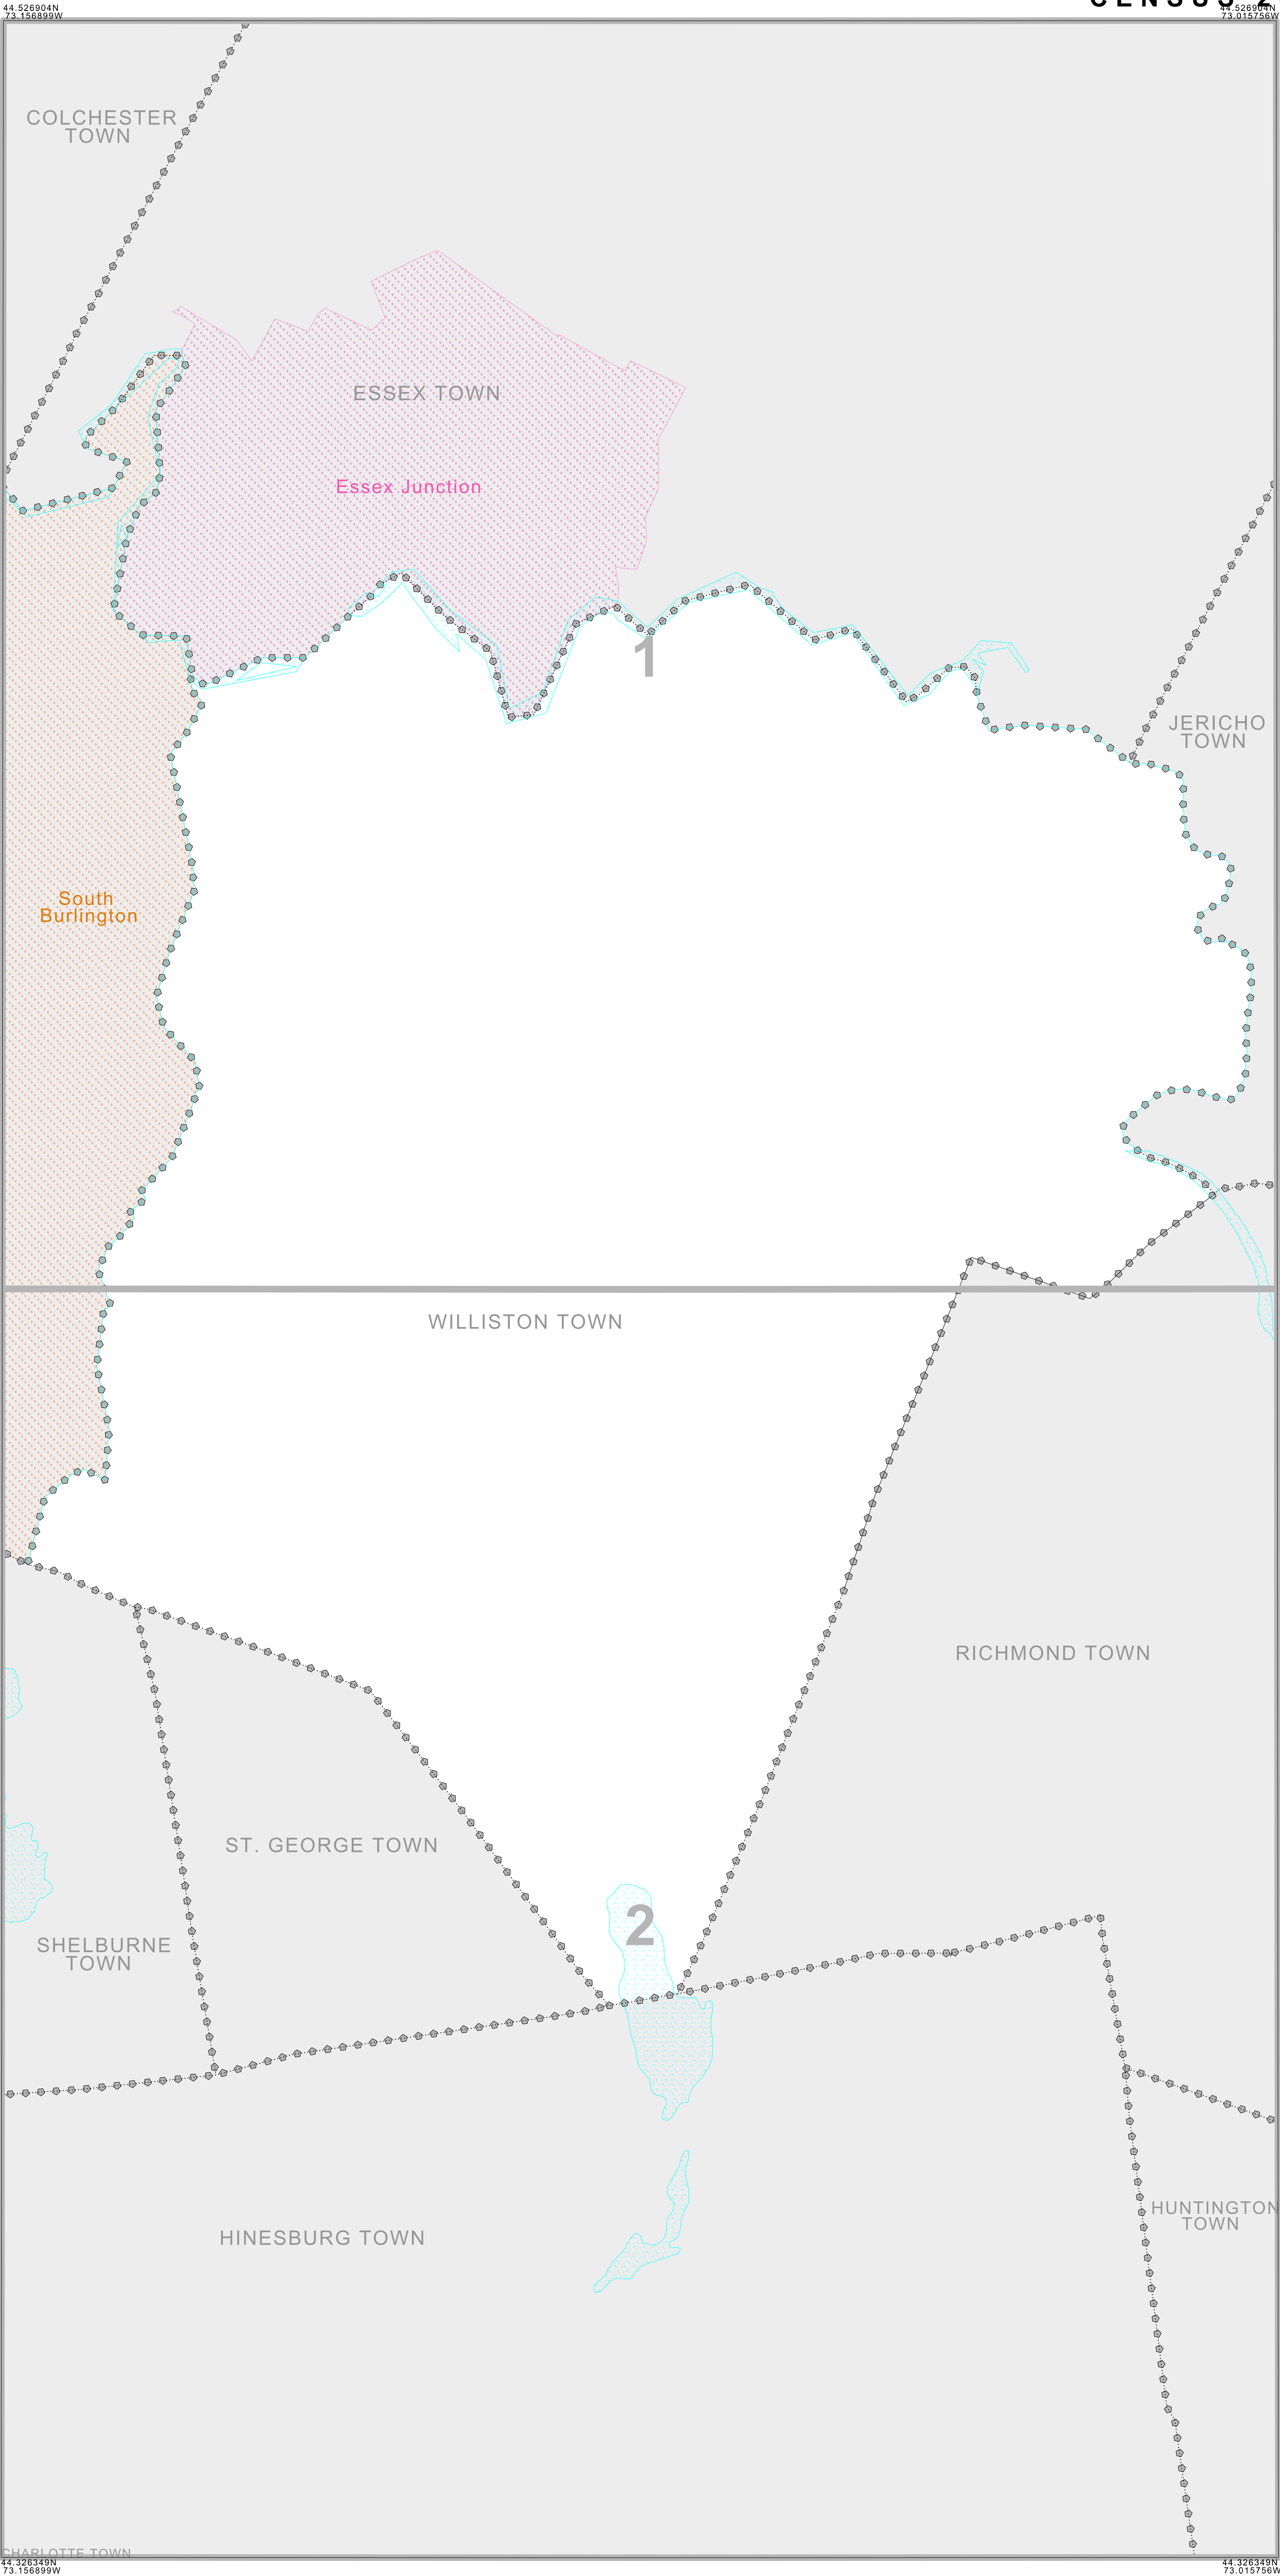 CENSUS 2
44.526904N
73.156899W
44.526904N
73.015756W
COLCHESTER
TOWN
ESSEX TOWN
Essex Junction
1
JERICHO
TOWN
South
Burlington
WILLISTON TOWN
RICHMOND TOWN
ST. GEORGE TOWN
2
SHELBURNE
TOWN
HUNTINGTON
TOWN
HINESBURG TOWN
CHARLOTTE TOWN
44.326349N
73.156899W
44.326349N
73.015756W